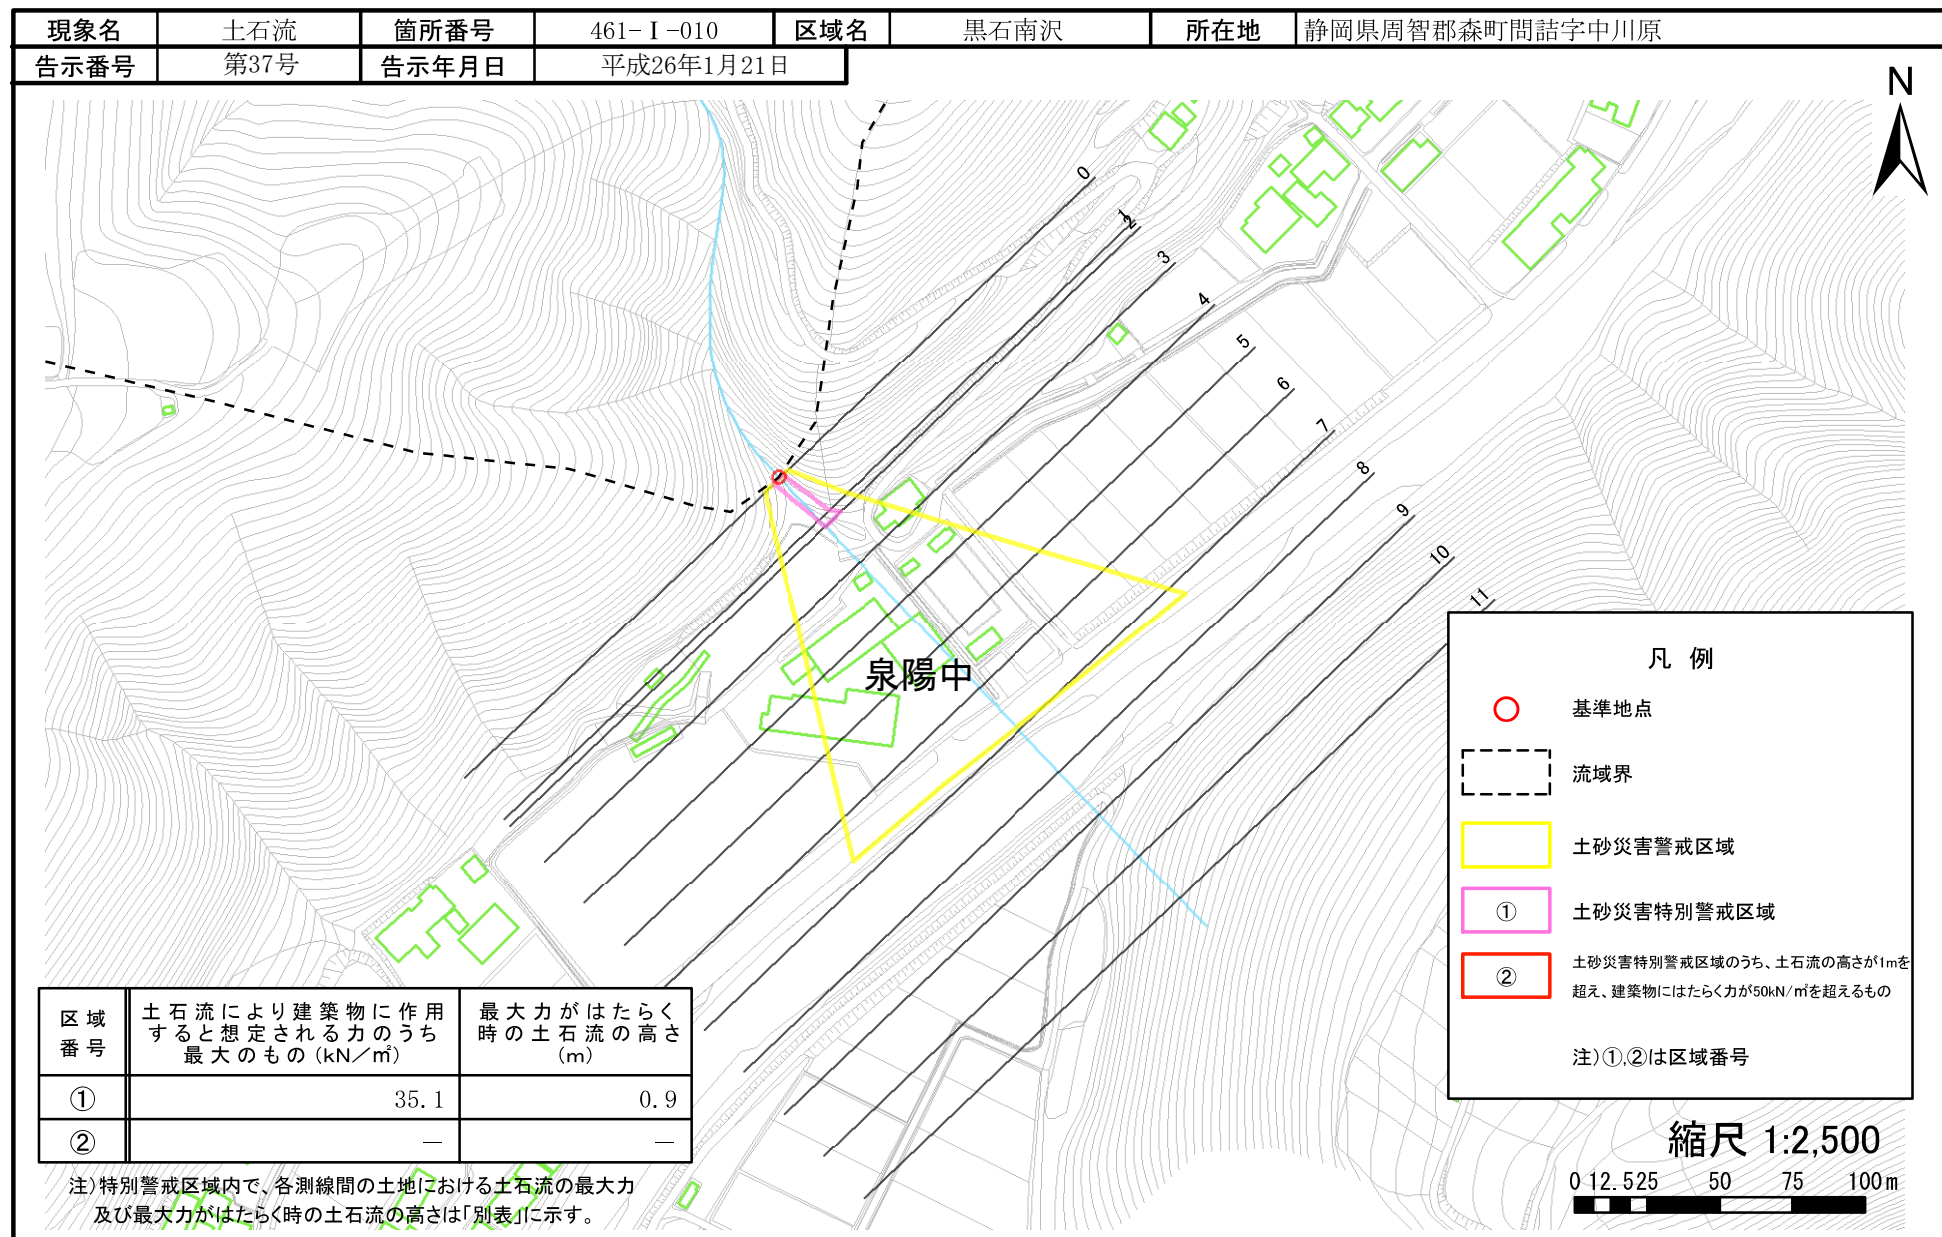 現象名 土石流 箇所番号 461-Ⅰ-010 区域名 黒石南沢 所在地 静岡県周智郡森町問詰字中川原
告示番号 第37号 告示年月日 平成26年1月21日
N
0
1
2
3
4
5
6
7
8
9
10
11
泉陽中
凡 例
基準地点
流域界
土砂災害警戒区域
① 土砂災害特別警戒区域
② 土砂災害特別警戒区域のうち、土石流の高さが1mを
超え、建築物にはたらく力が50kN/㎡を超えるもの
注)①,②は区域番号
区域番号
土石流により建築物に作用
すると想定される力のうち
最大のもの(kN/㎡)
最大力がはたらく
時の土石流の高さ
(m)
① 35.1 0.9
② － －
注)特別警戒区域内で、各測線間の土地における土石流の最大力
及び最大力がはたらく時の土石流の高さは「別表」に示す。
縮尺 1:2,500
0 12.5 25 50 75 100m